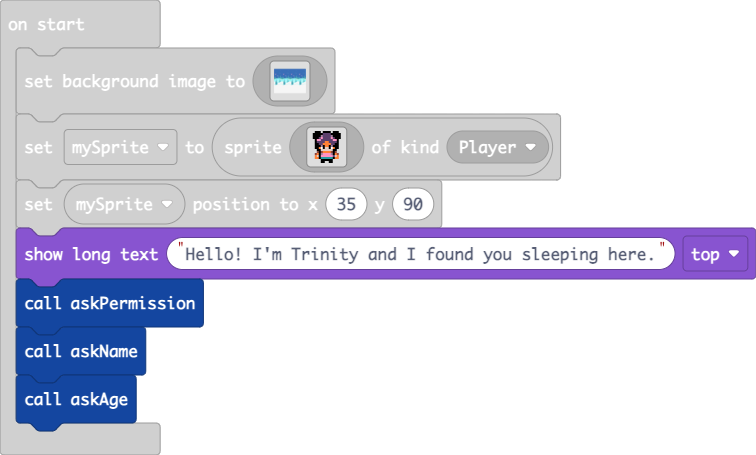 on start
set background image to
set mySprite to sprite of kind Player
set mySprite position to x 35 y 90
show long text "Hello! I'm Trinity and I found you sleeping here." top
call askPermission
call askName
call askAge